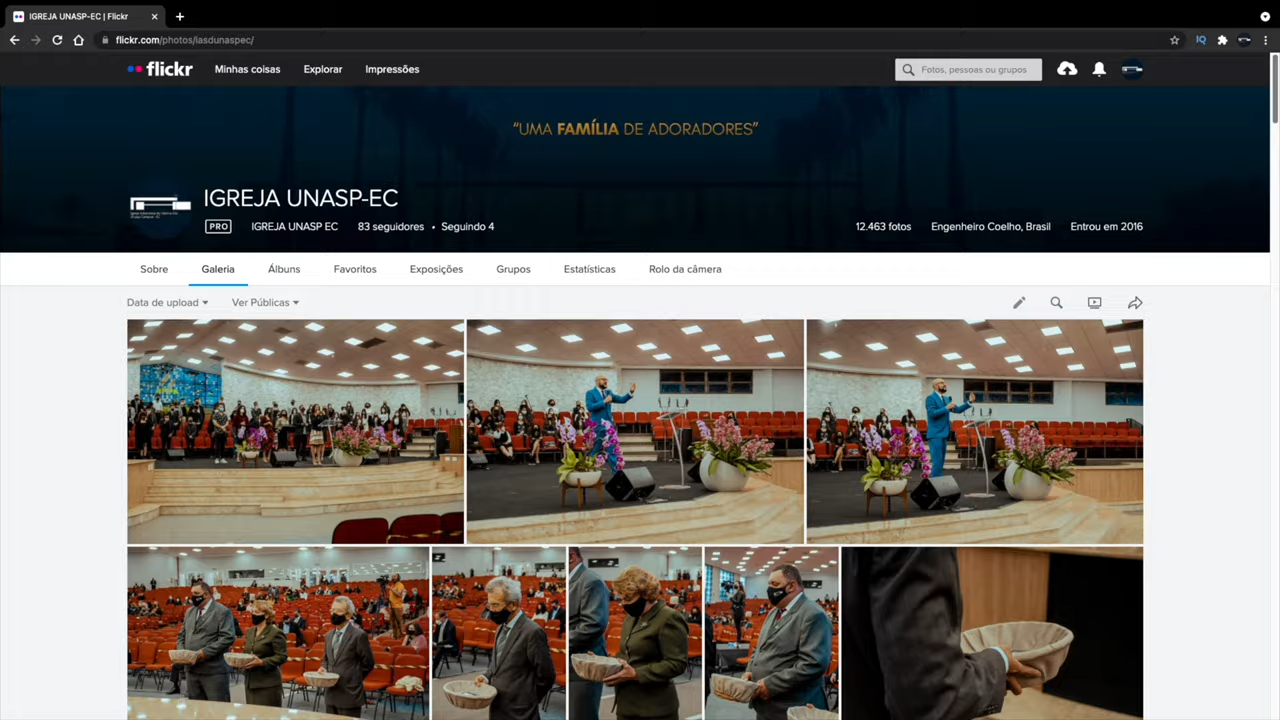 IGREJA UNASP-EC | Flickr
flickr.com/photos/iasdunaspec/
flickr Minhas coisas Explorar Impressões Fotos, pessoas ou grupos
“UMA FAMÍLIA DE ADORADORES”
IGREJA UNASP-EC
PRO IGREJA UNASP EC 83 seguidores • Seguindo 4 12.463 fotos Engenheiro Coelho, Brasil Entrou em 2016
Sobre Galeria Álbuns Favoritos Exposições Grupos Estatísticas Rolo da câmera
Data de upload Ver Públicas